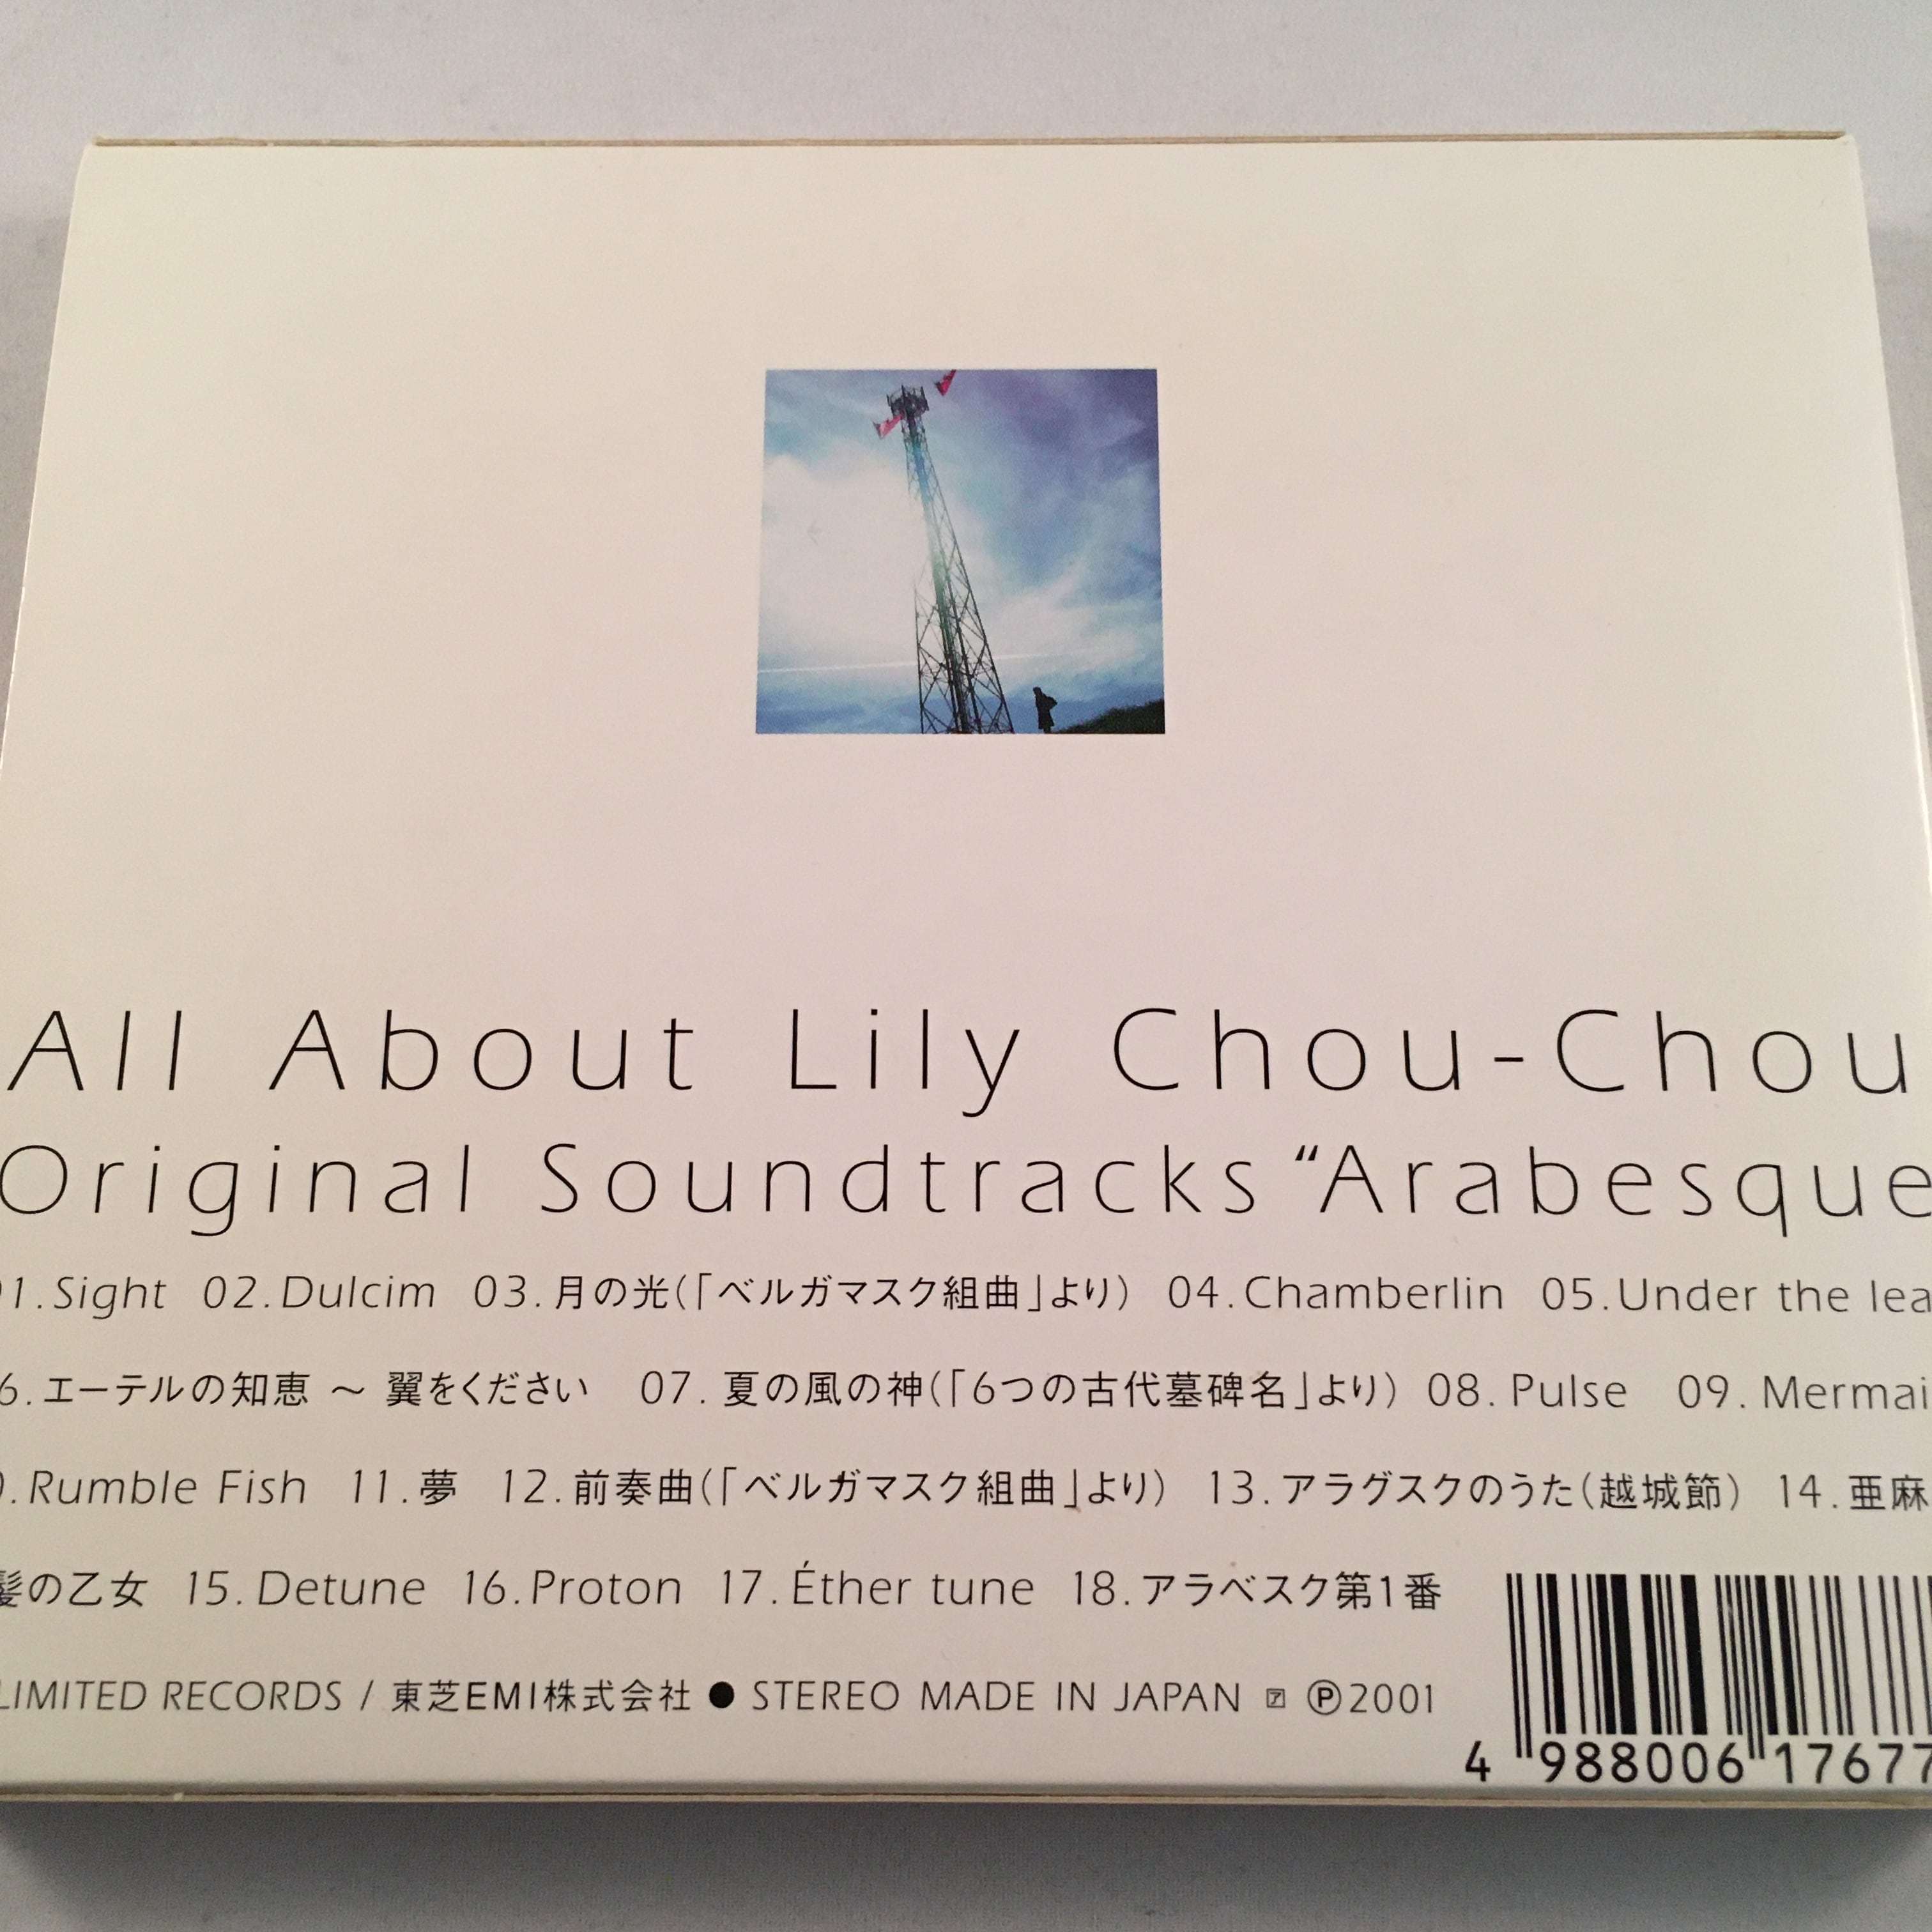 All About Lily Chou-Chou
Original Soundtracks “Arabesque
1.Sight 02.Dulcim 03.月の光(「ベルガマスク組曲」より) 04.Chamberlin 05.Under the lea
6.エーテルの知恵 ～ 翼をください 07.夏の風の神(「6つの古代墓碑名」より) 08.Pulse 09.Mermai
.Rumble Fish 11.夢 12.前奏曲(「ベルガマスク組曲」より) 13.アラグスクのうた(越城節) 14.亜麻
髪の乙女 15.Detune 16.Proton 17.Éther tune 18.アラベスク第1番
LIMITED RECORDS / 東芝EMI株式会社 ● STEREO MADE IN JAPAN ア Ⓟ2001
4 988006 17677